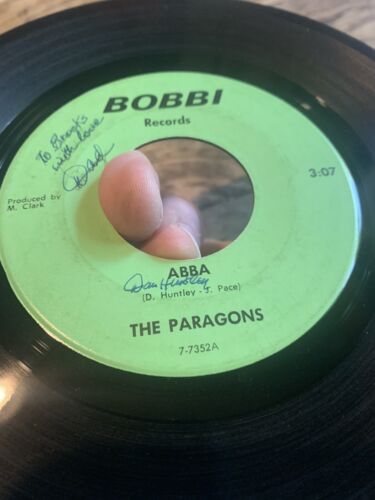 BOBBI
Records
To Brooks
with love
Dad
Produced by
M. Clark
3:07
ABBA
Dan Huntley
(D. Huntley - J. Pace)
THE PARAGONS
7-7352A